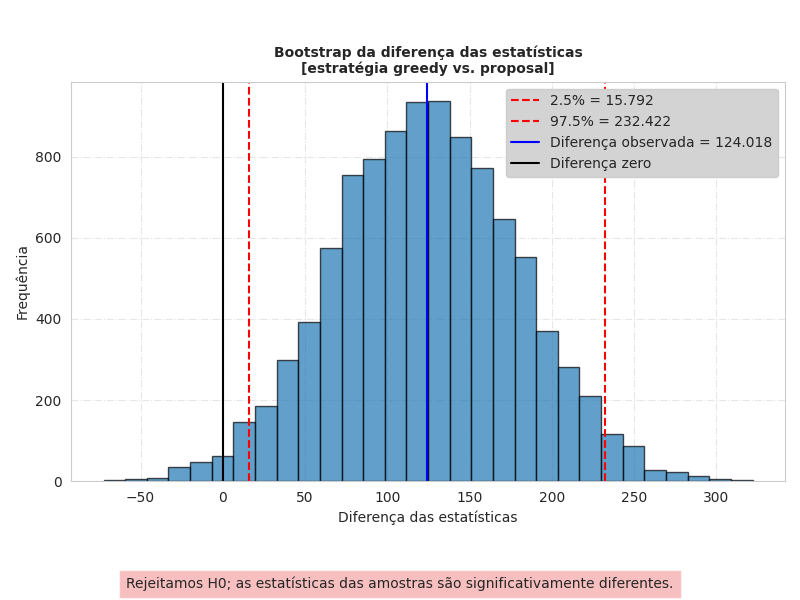 Bootstrap da diferença das estatísticas
[estratégia greedy vs. proposal]
2.5% = 15.792
97.5% = 232.422
Diferença observada = 124.018
Diferença zero
Frequência
800
600
400
200
0
−50
0
50
100
150
200
250
300
Diferença das estatísticas
Rejeitamos H0; as estatísticas das amostras são significativamente diferentes.